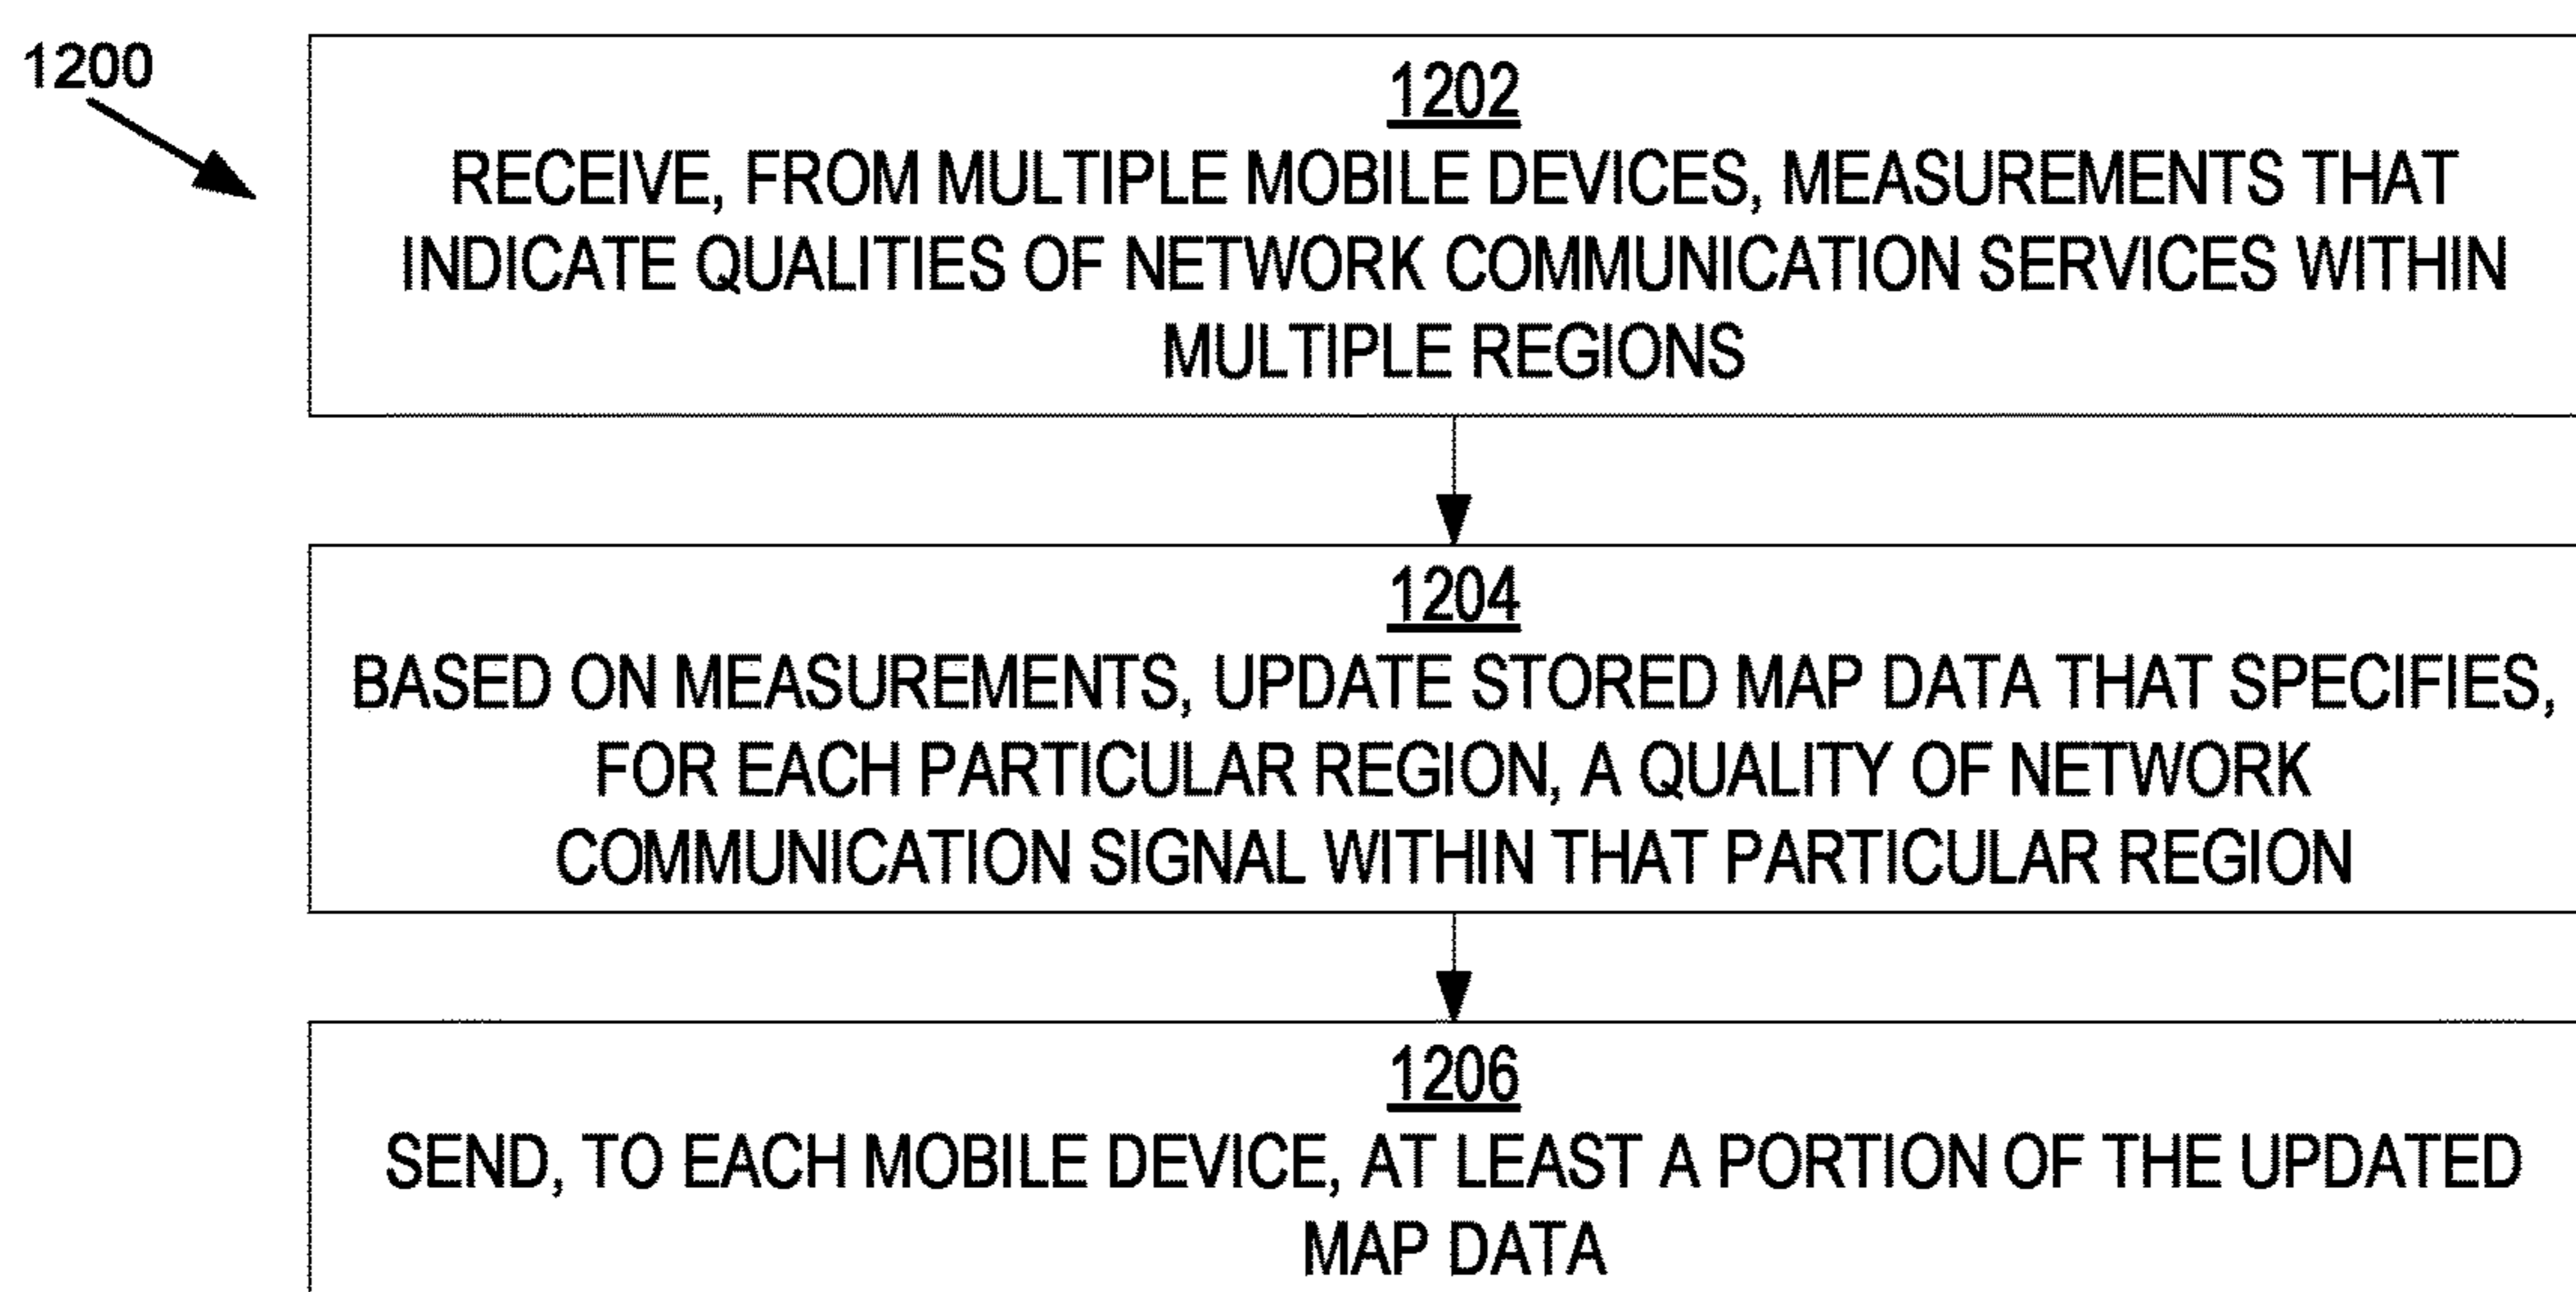 1200
1202
RECEIVE, FROM MULTIPLE MOBILE DEVICES, MEASUREMENTS THAT
INDICATE QUALITIES OF NETWORK COMMUNICATION SERVICES WITHIN
MULTIPLE REGIONS
1204
BASED ON MEASUREMENTS, UPDATE STORED MAP DATA THAT SPECIFIES,
FOR EACH PARTICULAR REGION, A QUALITY OF NETWORK
COMMUNICATION SIGNAL WITHIN THAT PARTICULAR REGION
1206
SEND, TO EACH MOBILE DEVICE, AT LEAST A PORTION OF THE UPDATED
MAP DATA